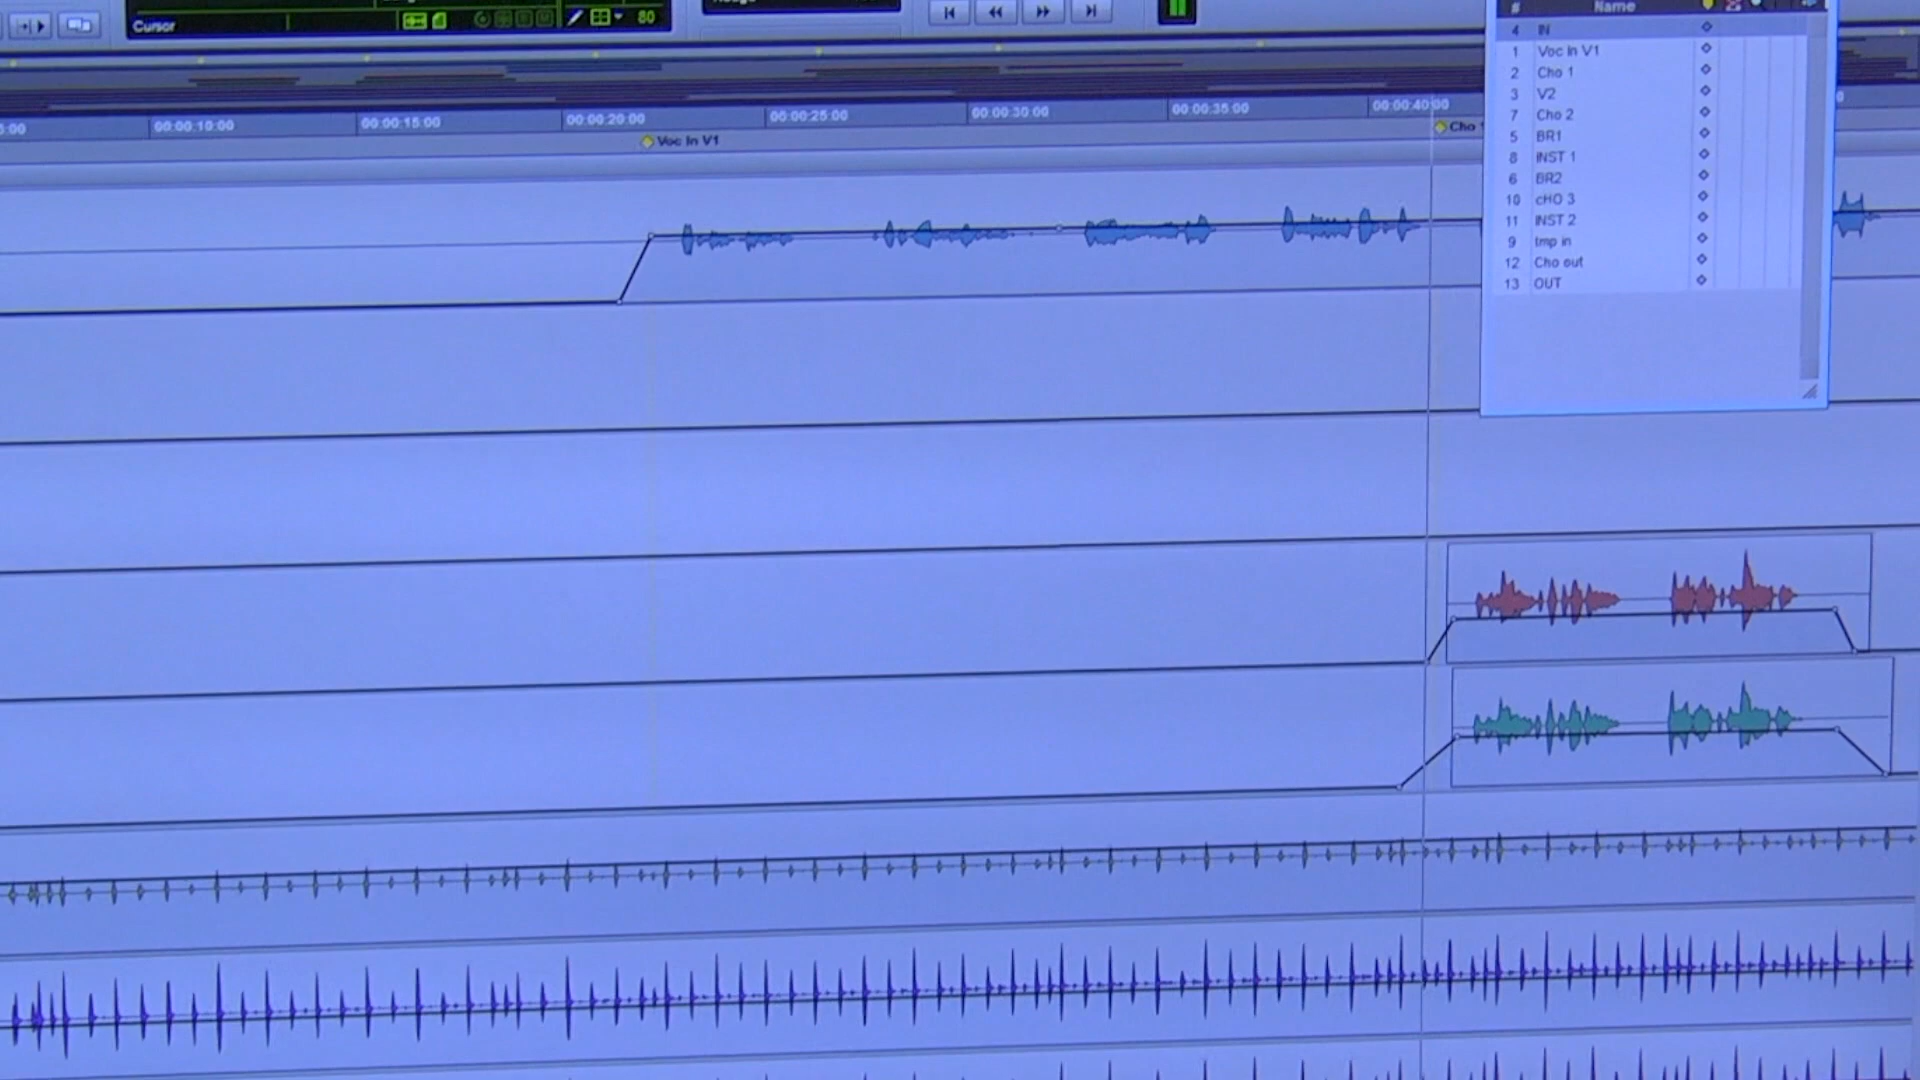 Cursor
80
# Name
4 IN
1 Voc In V1
2 Cho 1
3 V2
7 Cho 2
5 BR1
8 INST 1
6 BR2
10 cHO 3
11 INST 2
9 tmp in
12 Cho out
13 OUT
00:00:10:00 00:00:15:00 00:00:20:00 00:00:25:00 00:00:30:00 00:00:35:00 00:00:40:00
Voc In V1 Cho